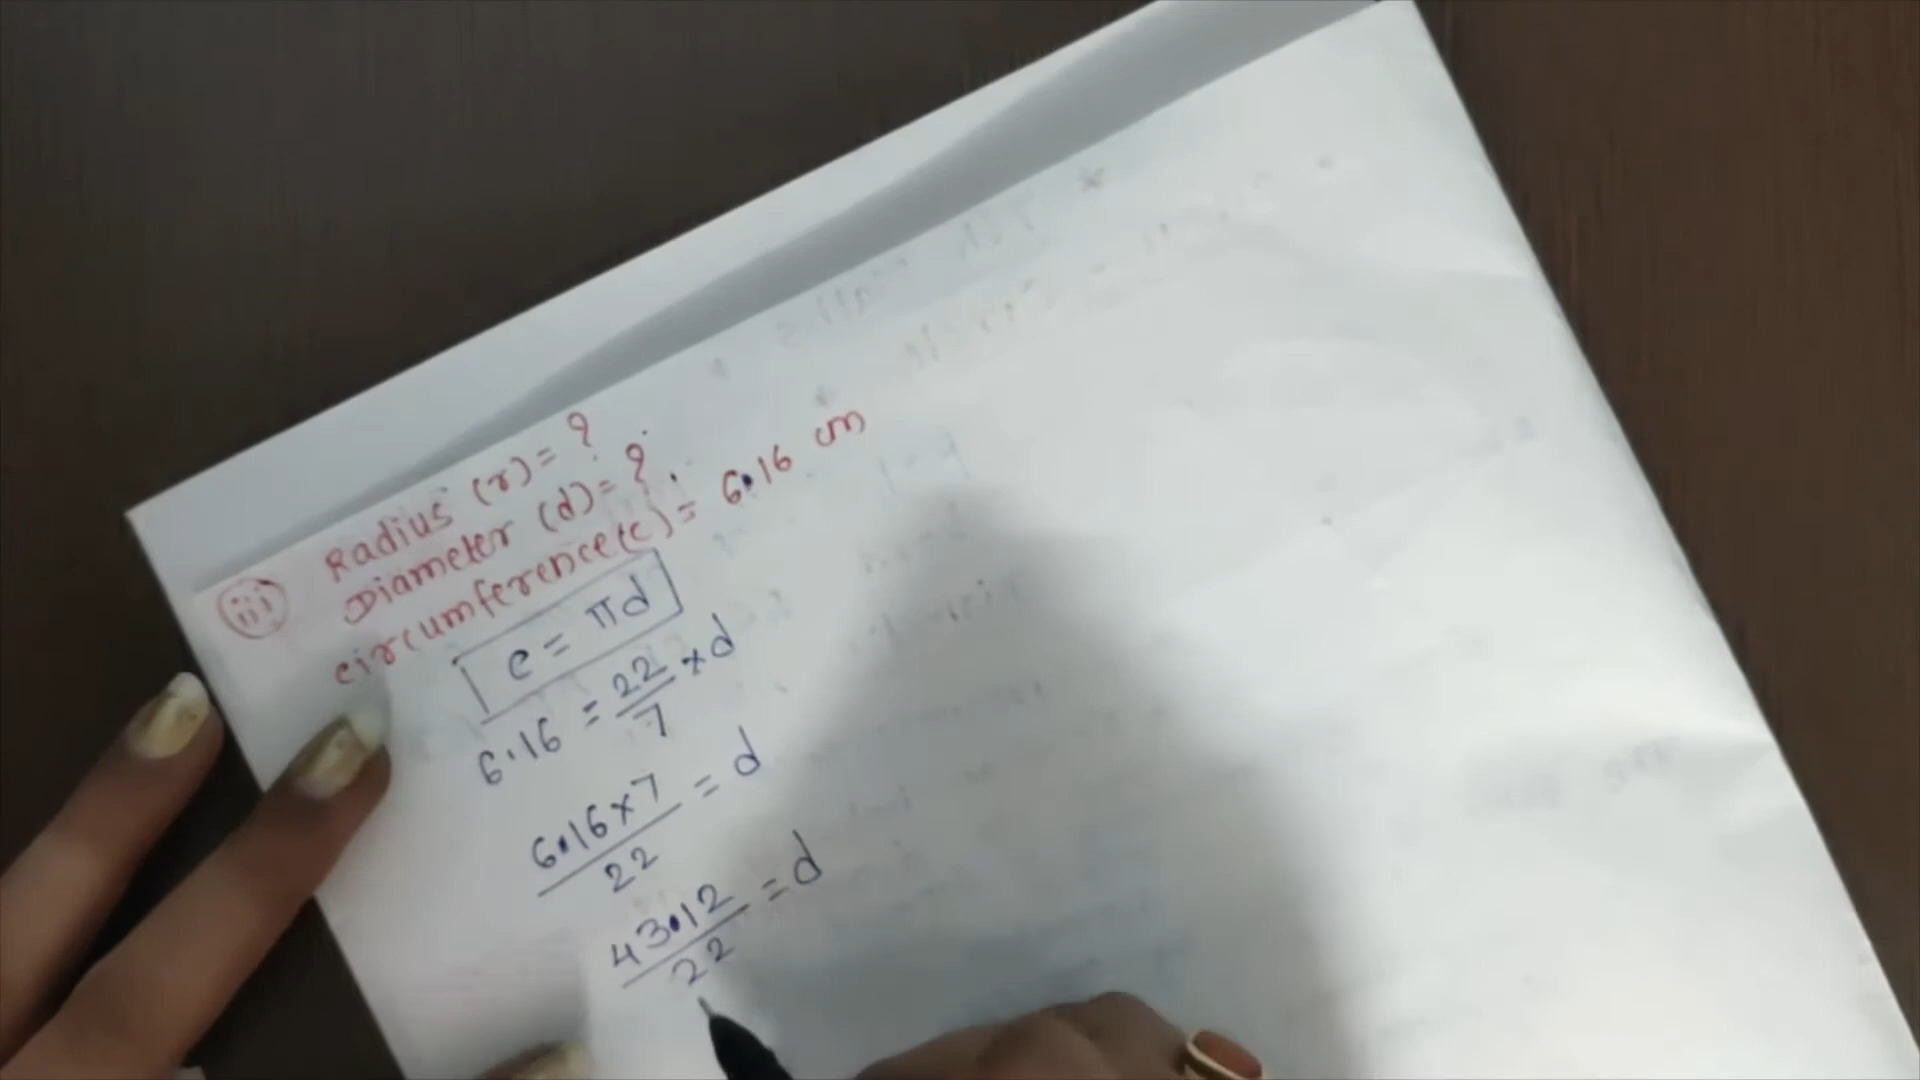 iii Radius (r) = ?
Diameter (d) = ?.
circumference(c) = 6.16 cm
c = πd
6.16 = 22/7 × d
6.16×7/22 = d
43.12/22 = d